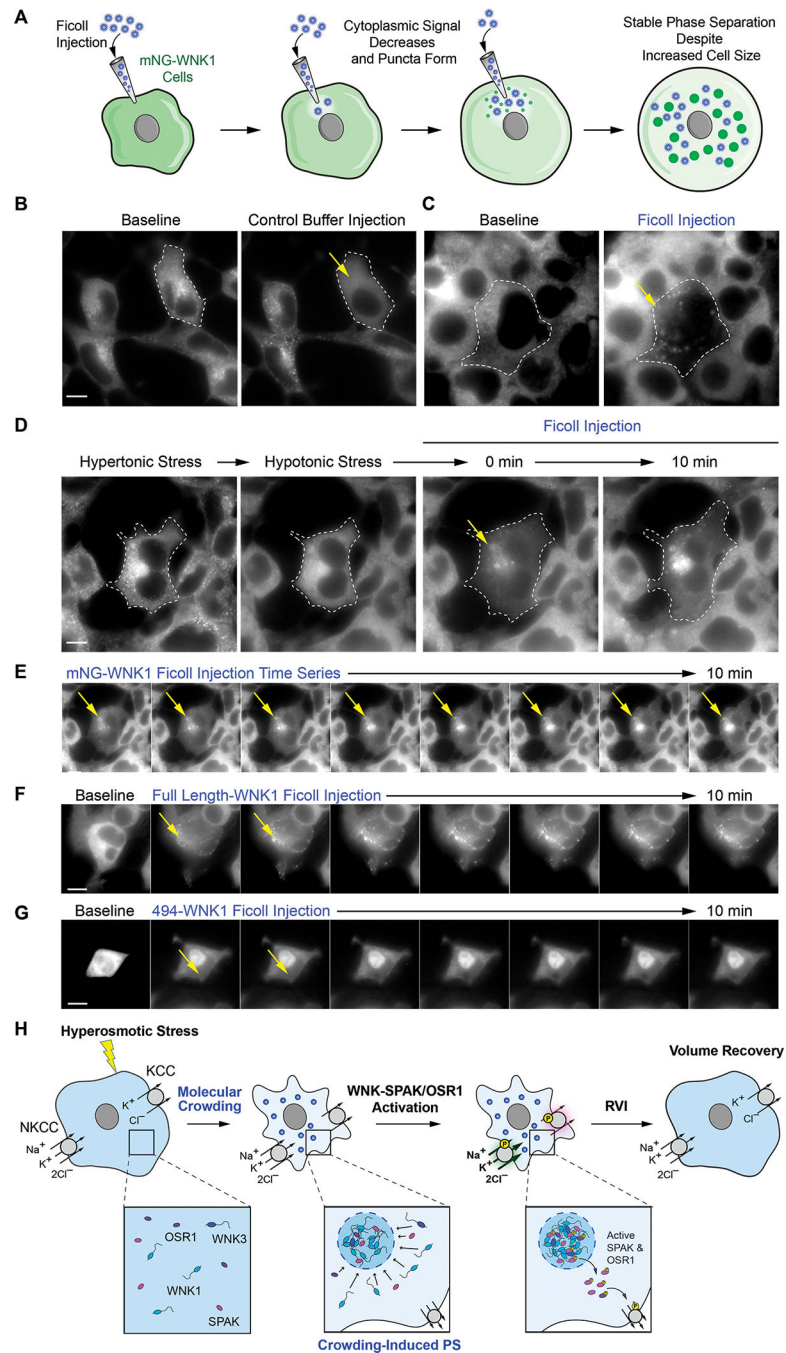 A
Ficoll
Injection
mNG-WNK1
Cells
Cytoplasmic Signal
Decreases
and Puncta Form
Stable Phase Separation
Despite
Increased Cell Size
B
Baseline
Control Buffer Injection
C
Baseline
Ficoll Injection
D
Ficoll Injection
Hypertonic Stress
Hypotonic Stress
0 min
10 min
E
mNG-WNK1 Ficoll Injection Time Series
10 min
F
Baseline
Full Length-WNK1 Ficoll Injection
10 min
G
Baseline
494-WNK1 Ficoll Injection
10 min
H
Hyperosmotic Stress
KCC
K⁺
Cl⁻
NKCC
Na⁺
K⁺
2Cl⁻
Molecular
Crowding
Na⁺
K⁺
2Cl⁻
WNK-SPAK/OSR1
Activation
P
P
Na⁺
K⁺
2Cl⁻
RVI
Volume Recovery
K⁺
Cl⁻
Na⁺
K⁺
2Cl⁻
OSR1
WNK3
WNK1
SPAK
Crowding-Induced PS
Active
SPAK &
OSR1
P